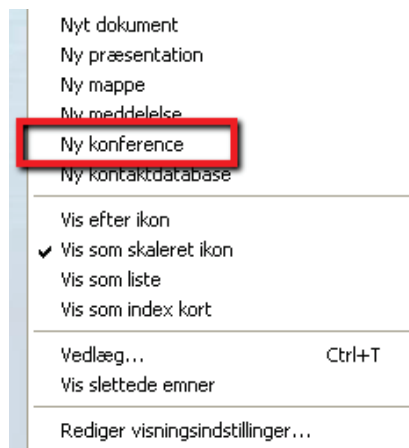 Nyt dokument
Ny præsentation
Ny mappe
Ny meddelelse
Ny konference
Ny kontaktdatabase
Vis efter ikon
Vis som skaleret ikon
Vis som liste
Vis som index kort
Vedlæg... Ctrl+T
Vis slettede emner
Rediger visningsindstillinger...